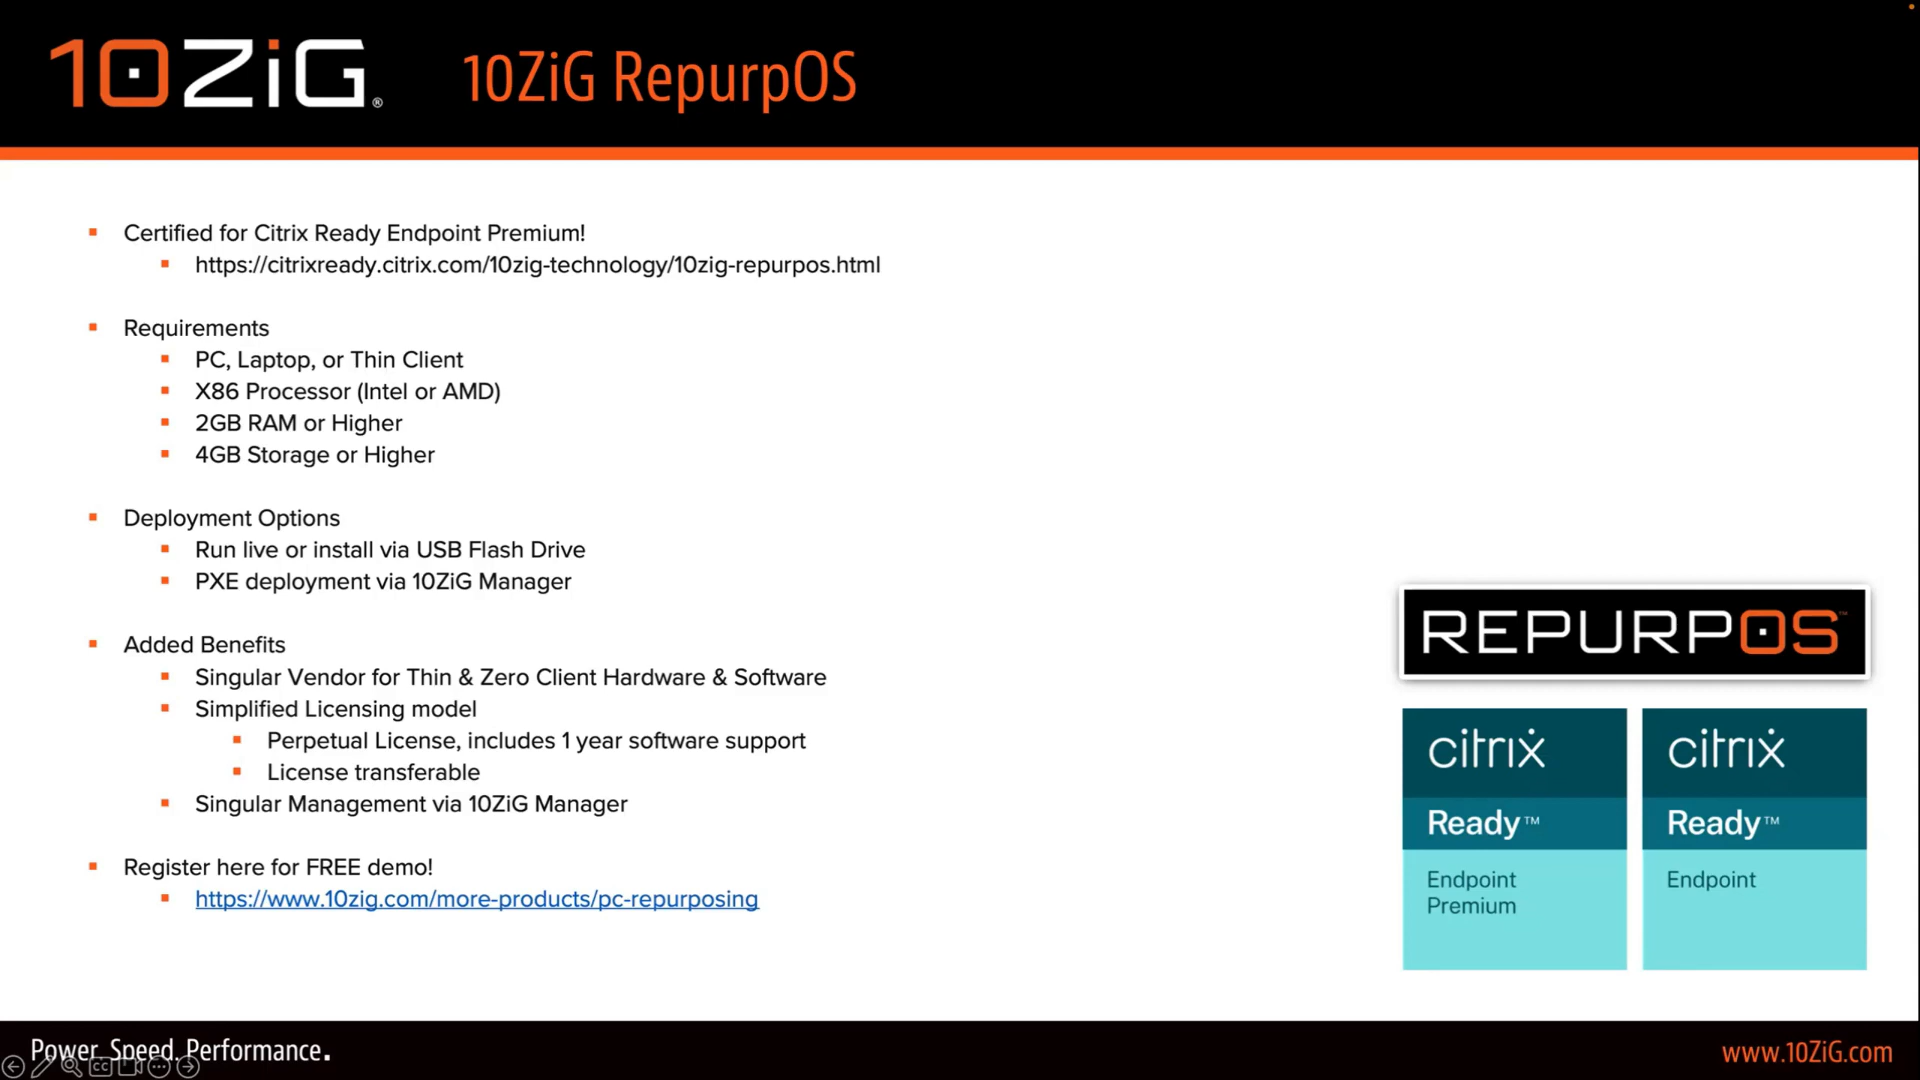 10ZiG®
10ZiG RepurpOS
Certified for Citrix Ready Endpoint Premium!
https://citrixready.citrix.com/10zig-technology/10zig-repurpos.html
Requirements
PC, Laptop, or Thin Client
X86 Processor (Intel or AMD)
2GB RAM or Higher
4GB Storage or Higher
Deployment Options
Run live or install via USB Flash Drive
PXE deployment via 10ZiG Manager
Added Benefits
Singular Vendor for Thin & Zero Client Hardware & Software
Simplified Licensing model
Perpetual License, includes 1 year software support
License transferable
Singular Management via 10ZiG Manager
Register here for FREE demo!
https://www.10zig.com/more-products/pc-repurposing
REPURPOS™
citrix
Ready™
Endpoint
Premium
citrix
Ready™
Endpoint
Power. Speed. Performance.
CC
www.10ZiG.com